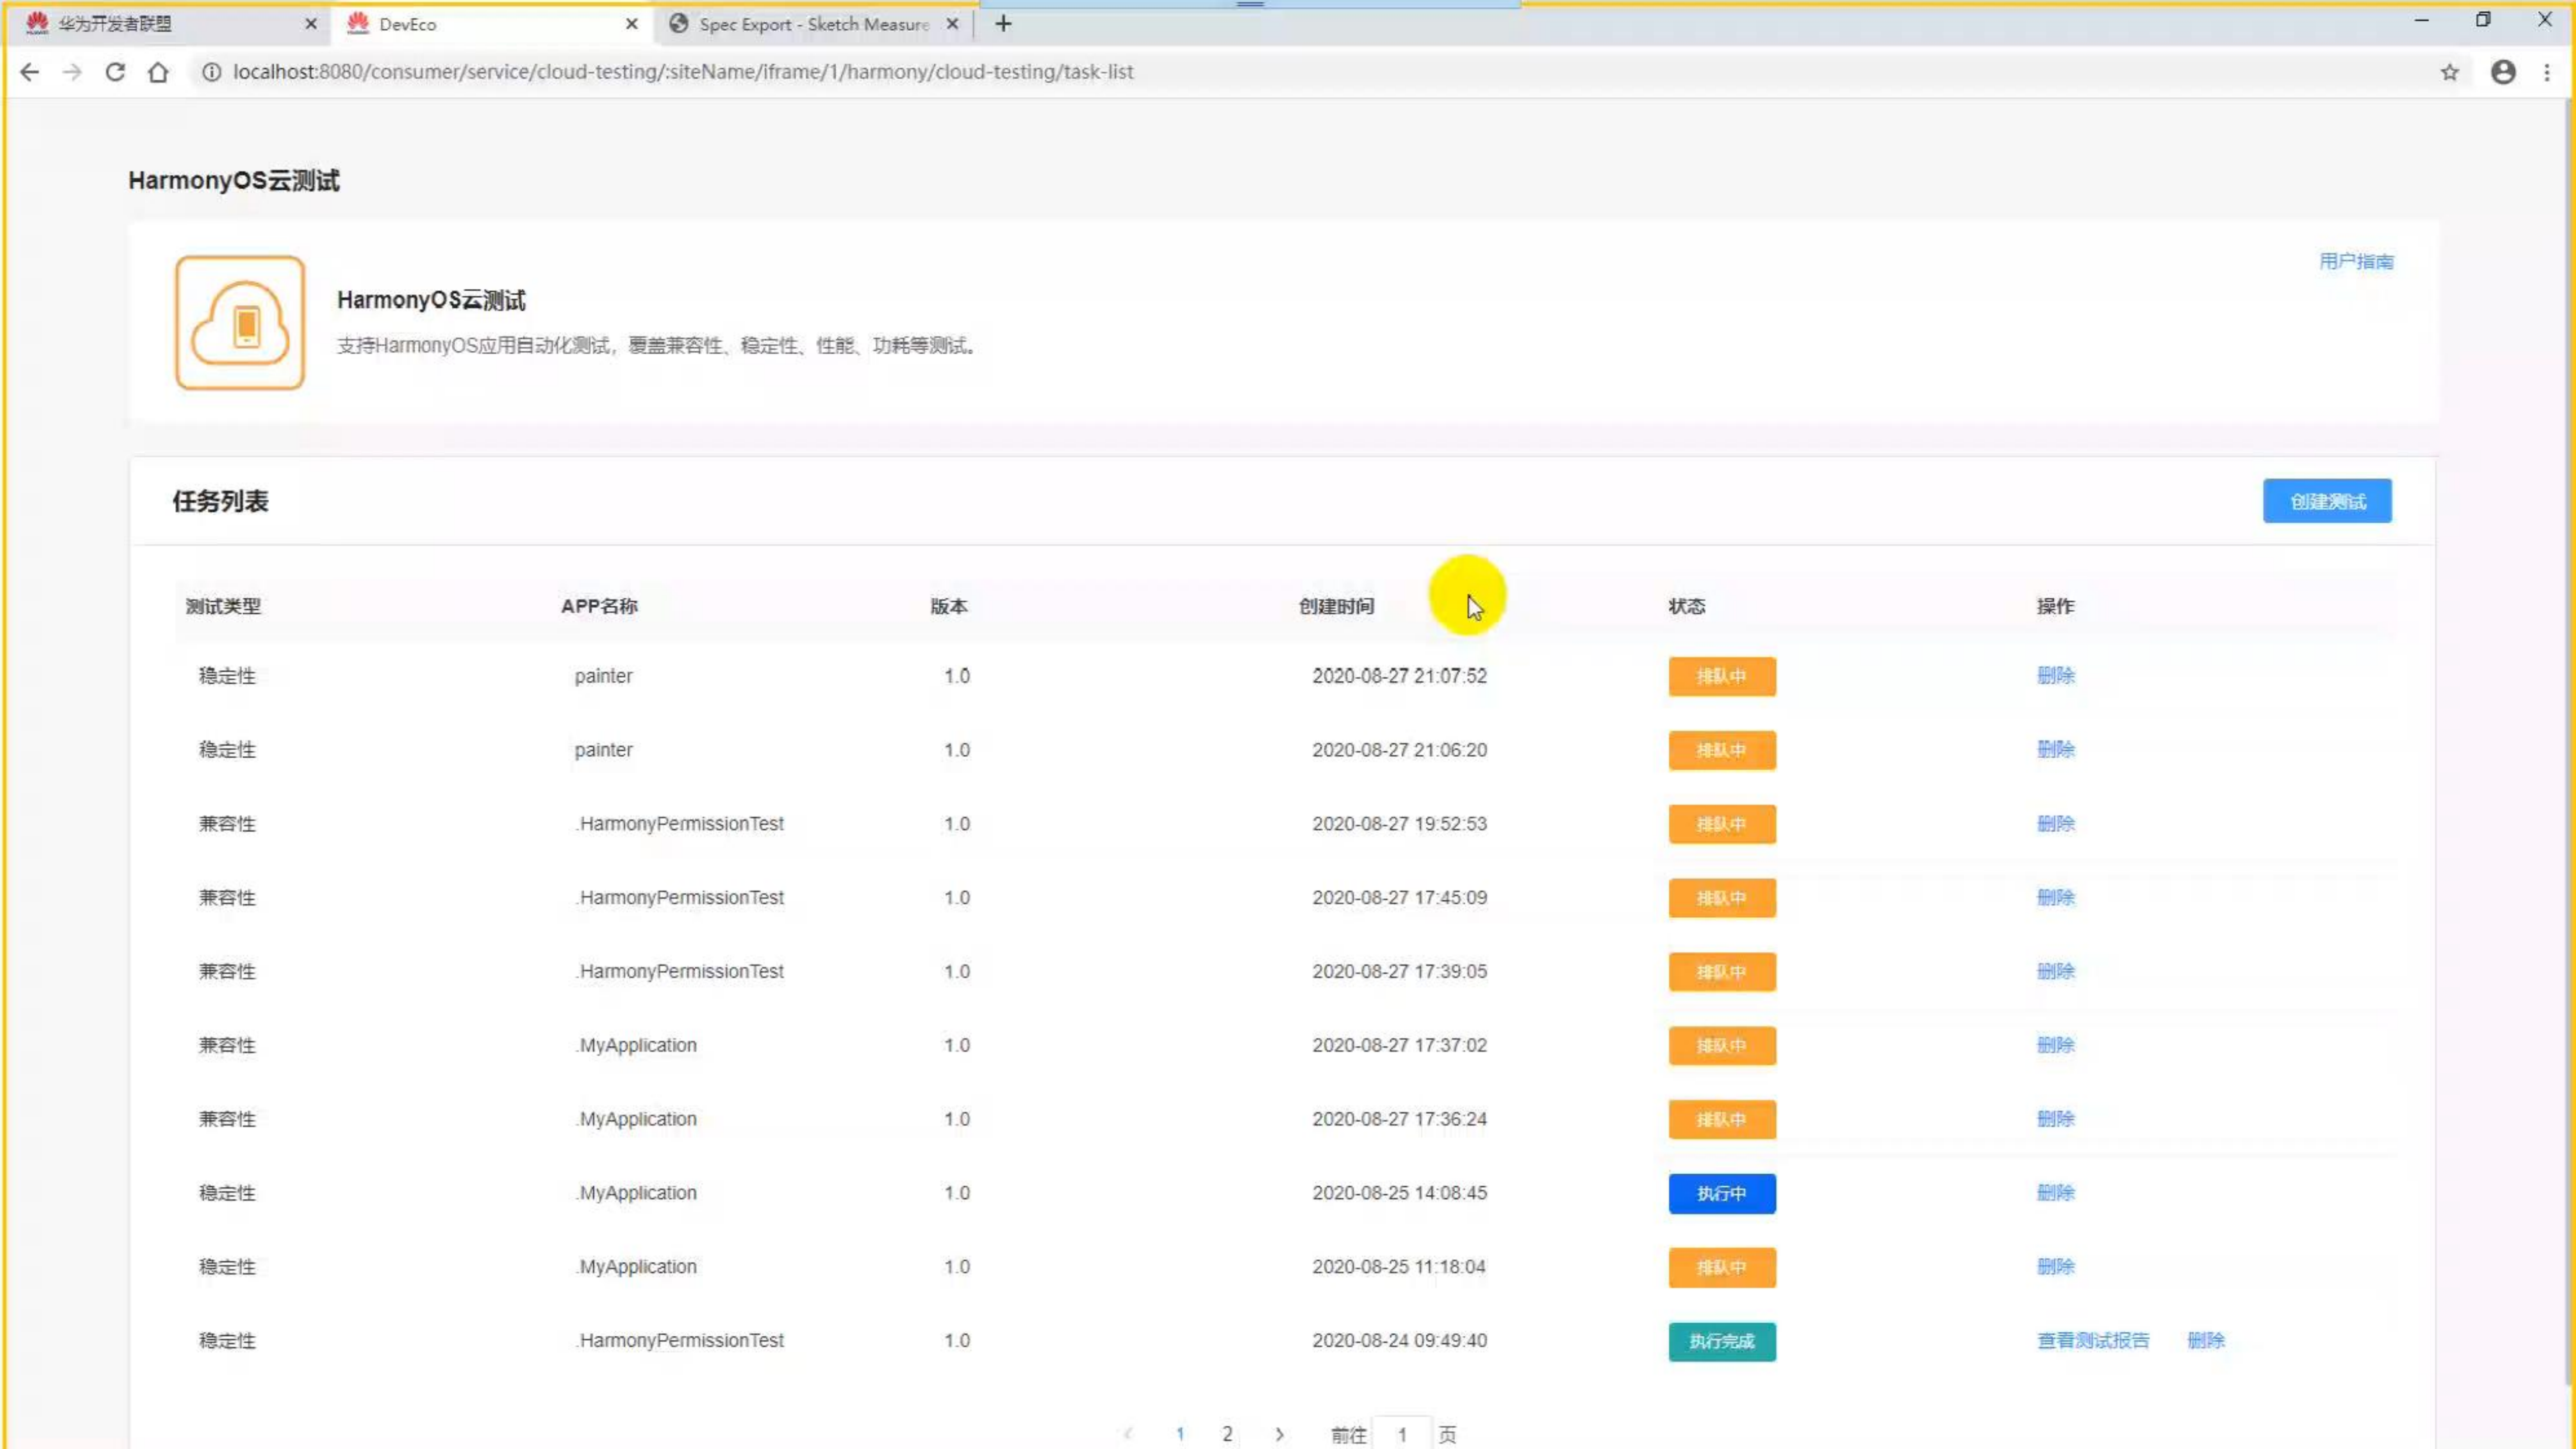 华为开发者联盟
DevEco
Spec Export - Sketch Measure
localhost:8080/consumer/service/cloud-testing/:siteName/iframe/1/harmony/cloud-testing/task-list
HarmonyOS云测试
用户指南
HarmonyOS云测试
支持HarmonyOS应用自动化测试，覆盖兼容性、稳定性、性能、功耗等测试。
任务列表 创建测试
测试类型 APP名称 版本 创建时间 状态 操作
稳定性 painter 1.0 2020-08-27 21:07:52 排队中 删除
稳定性 painter 1.0 2020-08-27 21:06:20 排队中 删除
兼容性 .HarmonyPermissionTest 1.0 2020-08-27 19:52:53 排队中 删除
兼容性 .HarmonyPermissionTest 1.0 2020-08-27 17:45:09 排队中 删除
兼容性 .HarmonyPermissionTest 1.0 2020-08-27 17:39:05 排队中 删除
兼容性 .MyApplication 1.0 2020-08-27 17:37:02 排队中 删除
兼容性 .MyApplication 1.0 2020-08-27 17:36:24 排队中 删除
稳定性 .MyApplication 1.0 2020-08-25 14:08:45 执行中 删除
稳定性 .MyApplication 1.0 2020-08-25 11:18:04 排队中 删除
稳定性 .HarmonyPermissionTest 1.0 2020-08-24 09:49:40 执行完成 查看测试报告 删除
1 2 前往 1 页